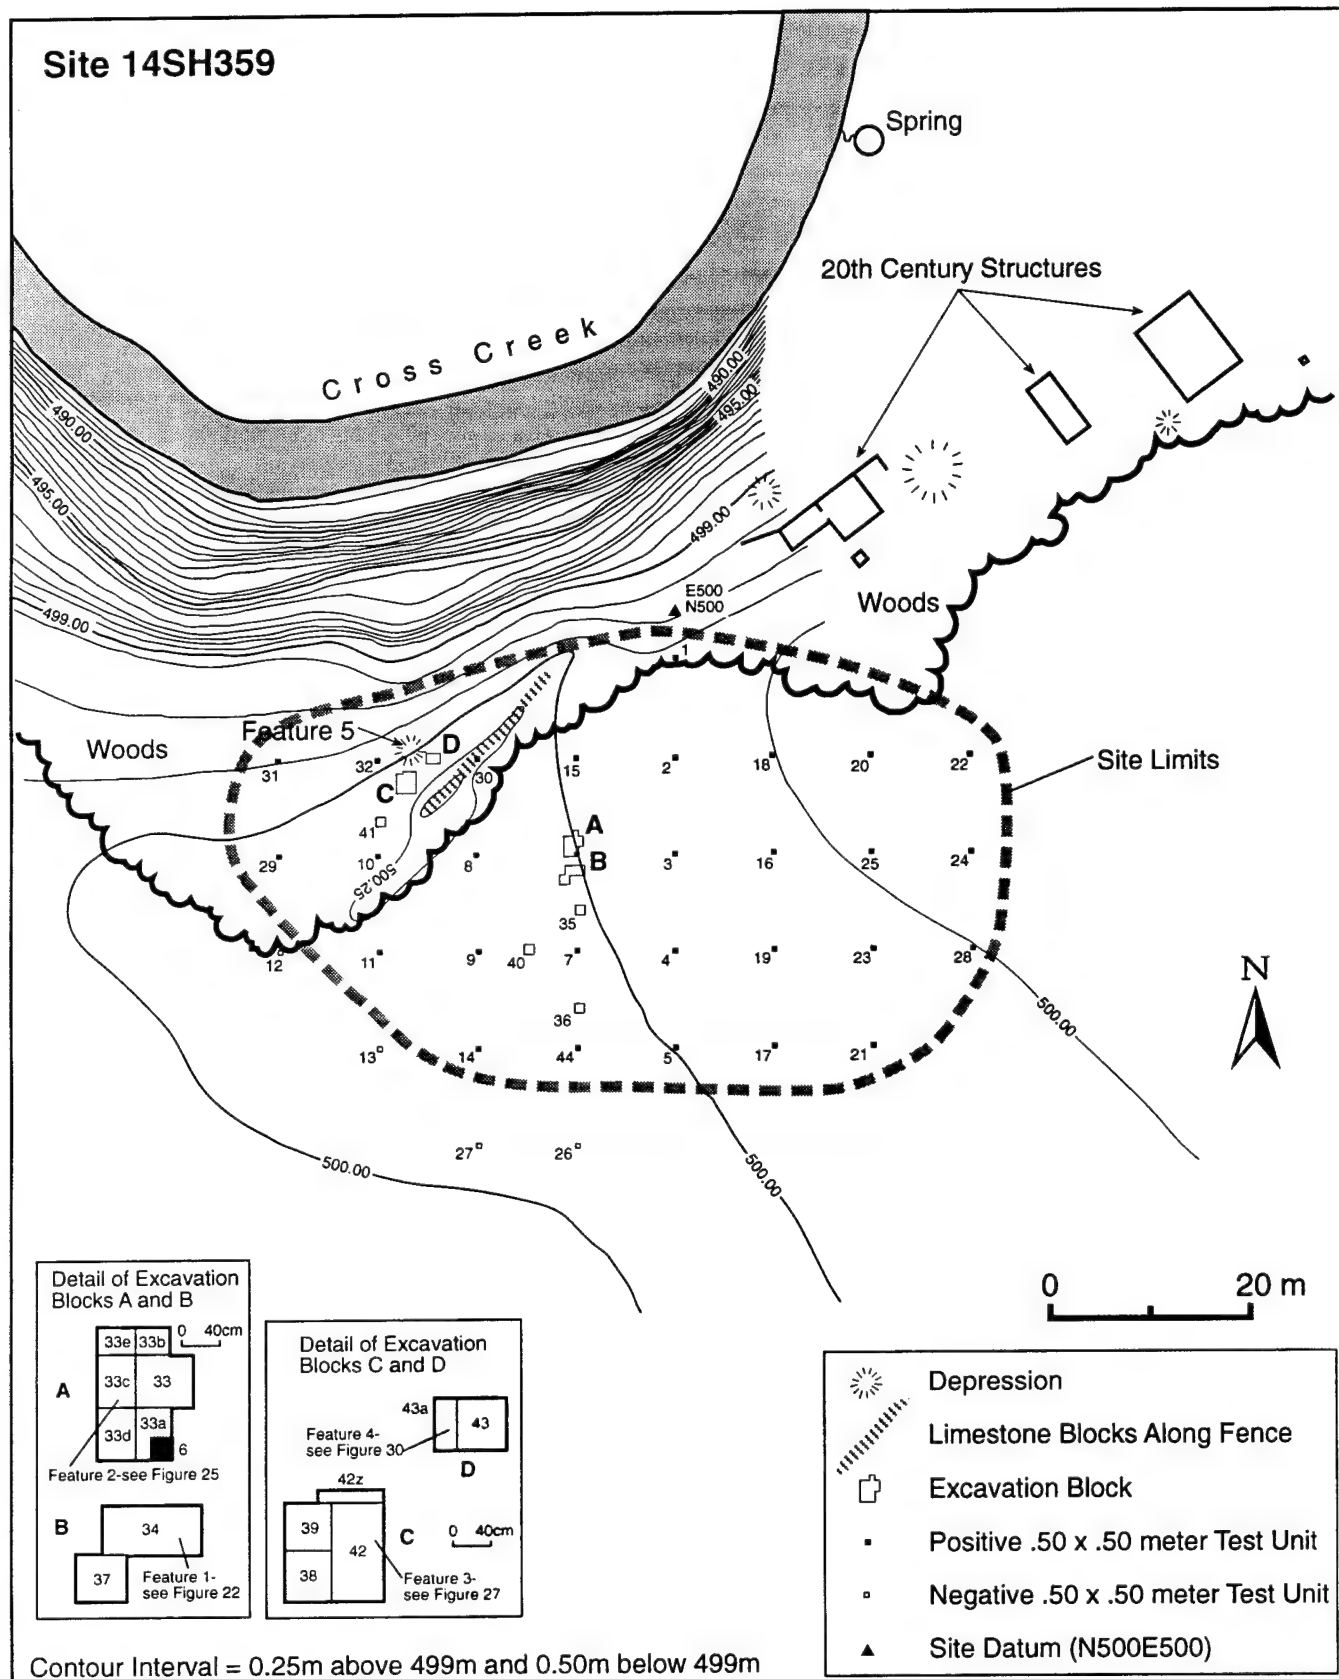 Site 14SH359
Spring
20th Century Structures
Cross Creek
490.00
495.00
490.00
495.00
499.00
499.00
E500
N500
Woods
1
Feature 5
D
Woods
31
32
30
15
2
18
20
22
Site Limits
C
41
A
29
10
500.25
8
B
3
16
25
24
35
12
11
9
40
7
4
19
23
28
N
36
500.00
13
14
44
5
17
21
27
26
500.00
500.00
Detail of Excavation
Blocks A and B
33e
33b
0 40cm
A
33c
33
33d
33a
6
Feature 2-see Figure 25
B
34
37
Feature 1-
see Figure 22
Detail of Excavation
Blocks C and D
43a
43
Feature 4-
see Figure 30
D
42z
39
42
C
0 40cm
38
Feature 3-
see Figure 27
0 20 m
Depression
Limestone Blocks Along Fence
Excavation Block
Positive .50 x .50 meter Test Unit
Negative .50 x .50 meter Test Unit
Site Datum (N500E500)
Contour Interval = 0.25m above 499m and 0.50m below 499m